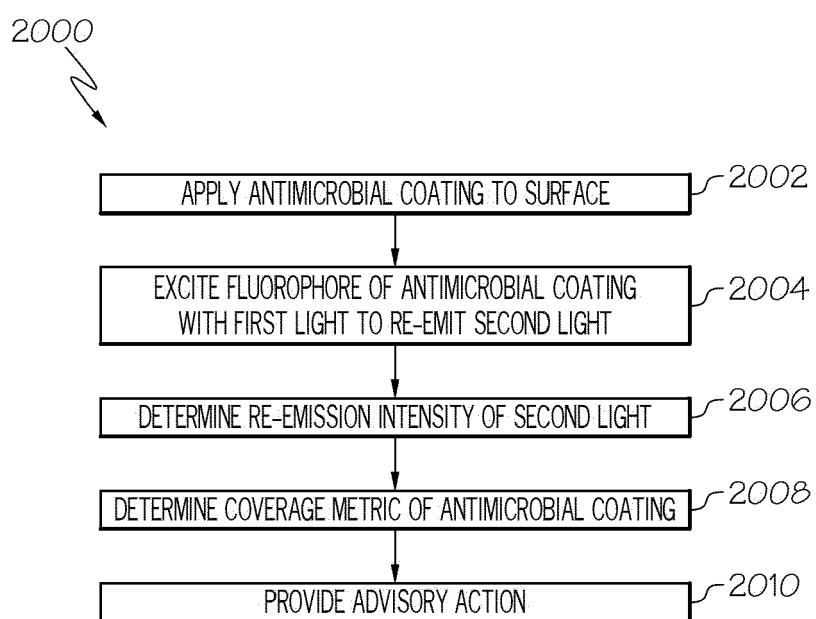 2000
APPLY ANTIMICROBIAL COATING TO SURFACE
2002
EXCITE FLUOROPHORE OF ANTIMICROBIAL COATING
WITH FIRST LIGHT TO RE-EMIT SECOND LIGHT
2004
DETERMINE RE-EMISSION INTENSITY OF SECOND LIGHT
2006
DETERMINE COVERAGE METRIC OF ANTIMICROBIAL COATING
2008
PROVIDE ADVISORY ACTION
2010